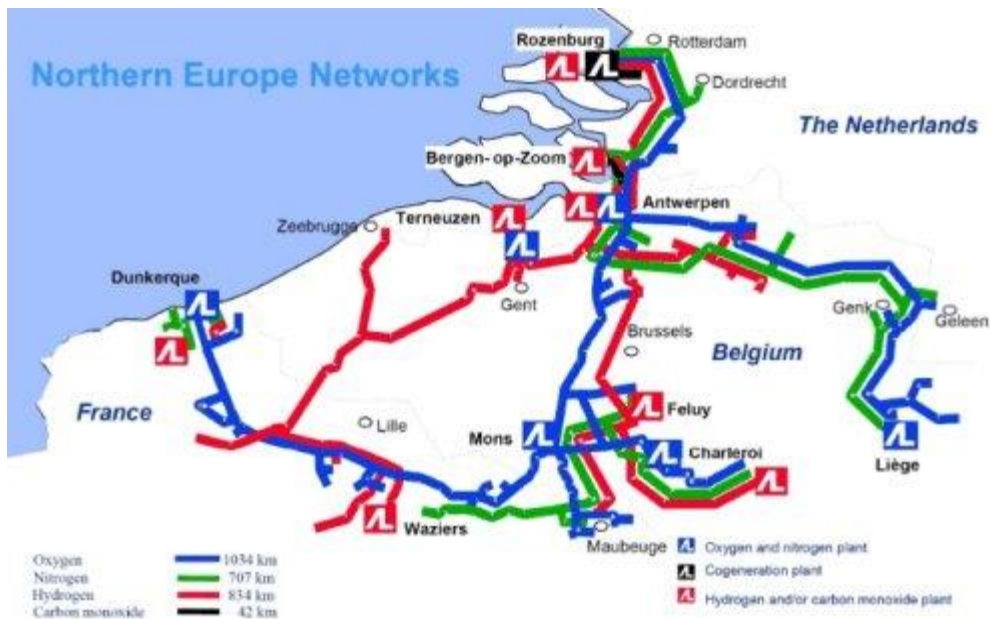 Northern Europe Networks
Rozenburg
Rotterdam
Dordrecht
The Netherlands
Bergen-op-Zoom
Antwerpen
Terneuzen
Zeebrugge
Dunkerque
Gent
Genk
Geleen
Brussels
Belgium
France
Lille
Mons
Feluy
Charleroi
Liège
Waziers
Maubeuge
Oxygen 1034 km
Nitrogen 707 km
Hydrogen 834 km
Carbon monoxide 42 km
Oxygen and nitrogen plant
Cogeneration plant
Hydrogen and/or carbon monoxide plant